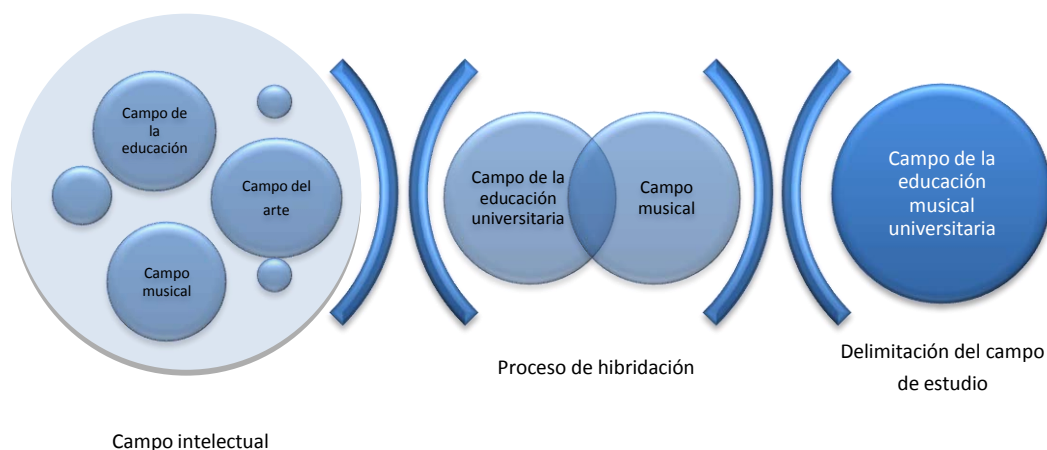 Campo de
la
educación
Campo del
arte
Campo
musical
Campo intelectual
Campo de la
educación
universitaria
Campo
musical
Proceso de hibridación
Campo de la
educación
musical
universitaria
Delimitación del campo
de estudio